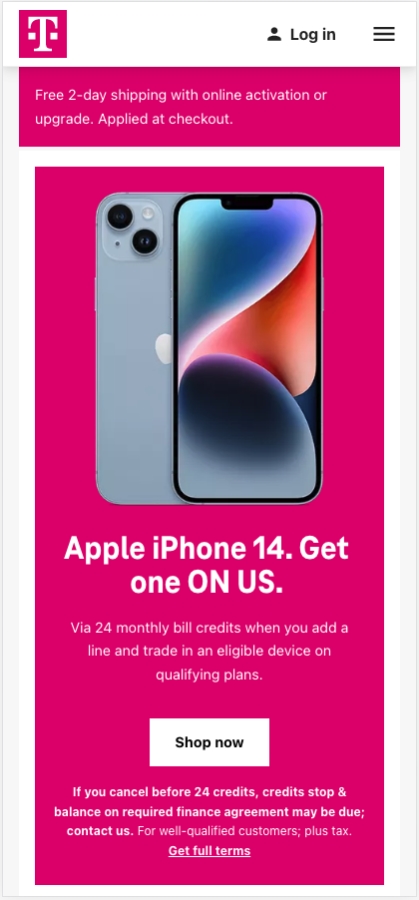 T
Log in
Free 2-day shipping with online activation or
upgrade. Applied at checkout.
Apple iPhone 14. Get
one ON US.
Via 24 monthly bill credits when you add a
line and trade in an eligible device on
qualifying plans.
Shop now
If you cancel before 24 credits, credits stop &
balance on required finance agreement may be due;
contact us. For well-qualified customers; plus tax.
Get full terms